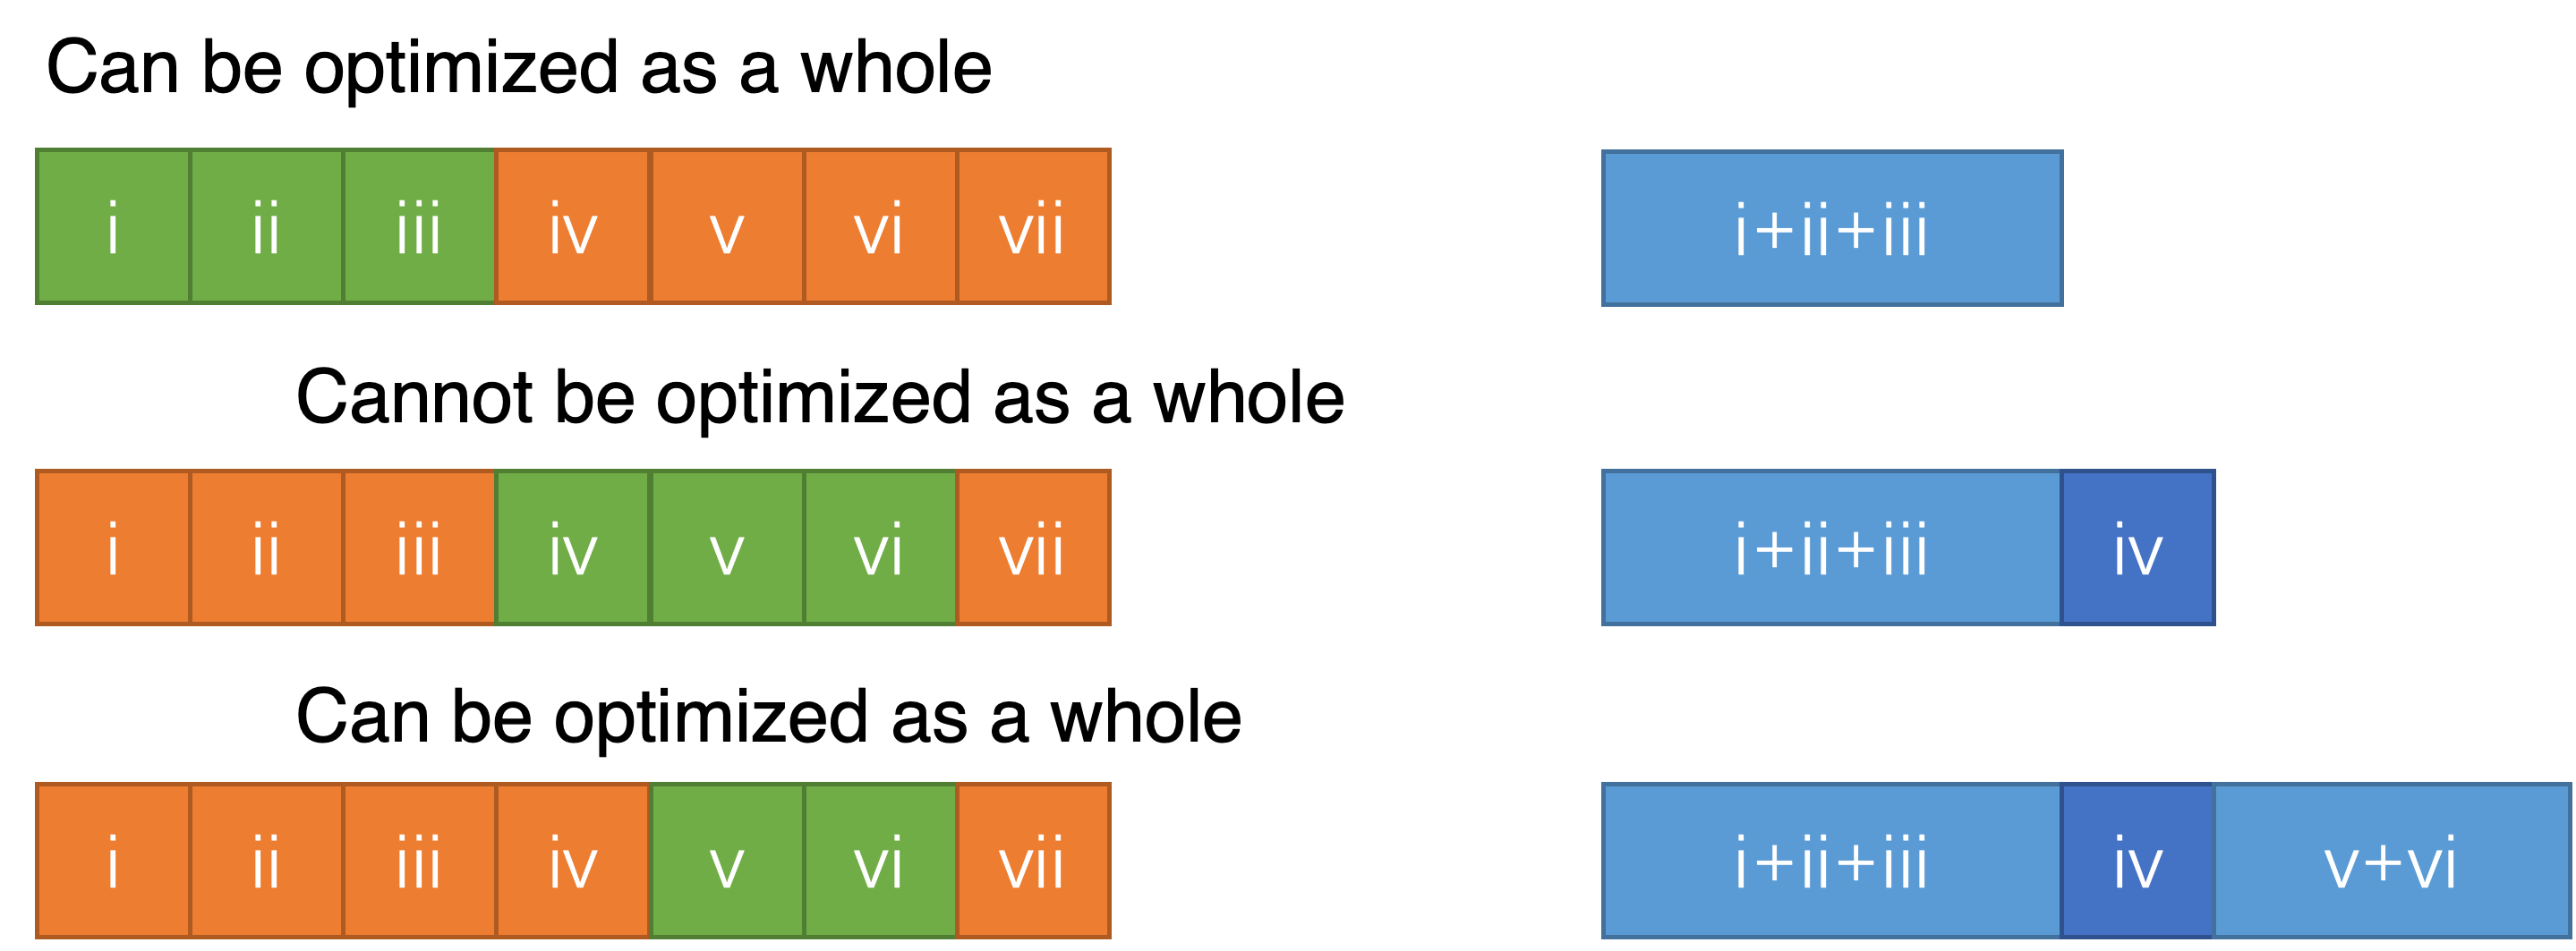 Can be optimized as a whole
i ii iii iv v vi vii i+ii+iii
Cannot be optimized as a whole
i ii iii iv v vi vii i+ii+iii iv
Can be optimized as a whole
i ii iii iv v vi vii i+ii+iii iv v+vi